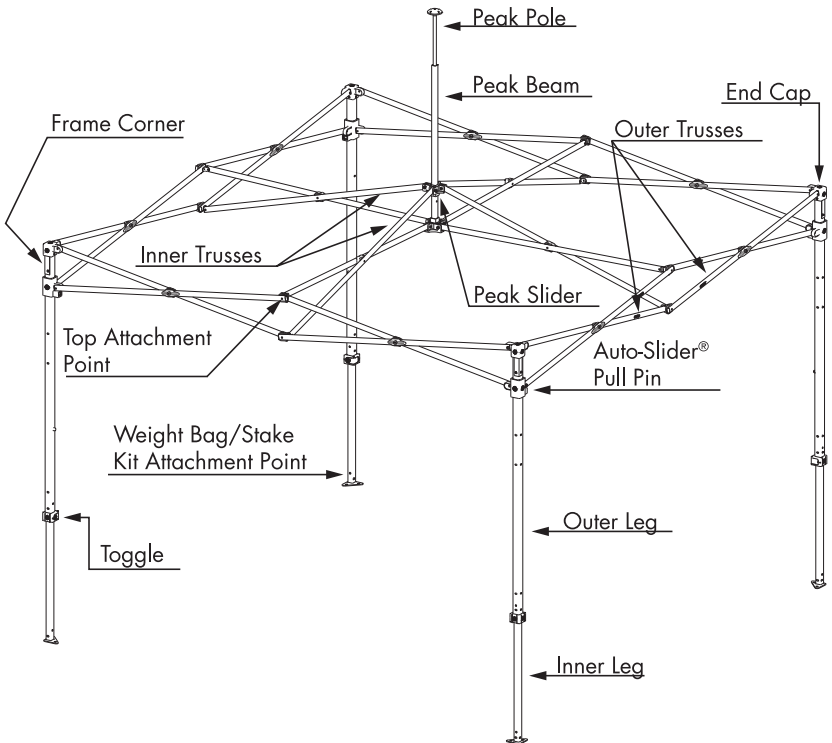 Peak Pole
Peak Beam
End Cap
Frame Corner
Outer Trusses
Inner Trusses
Peak Slider
Top Attachment
Point
Auto-Slider®
Pull Pin
Weight Bag/Stake
Kit Attachment Point
Outer Leg
Toggle
Inner Leg